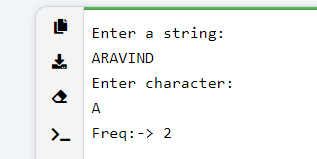 Enter a string:
ARAVIND
Enter character:
A
Freq:-> 2